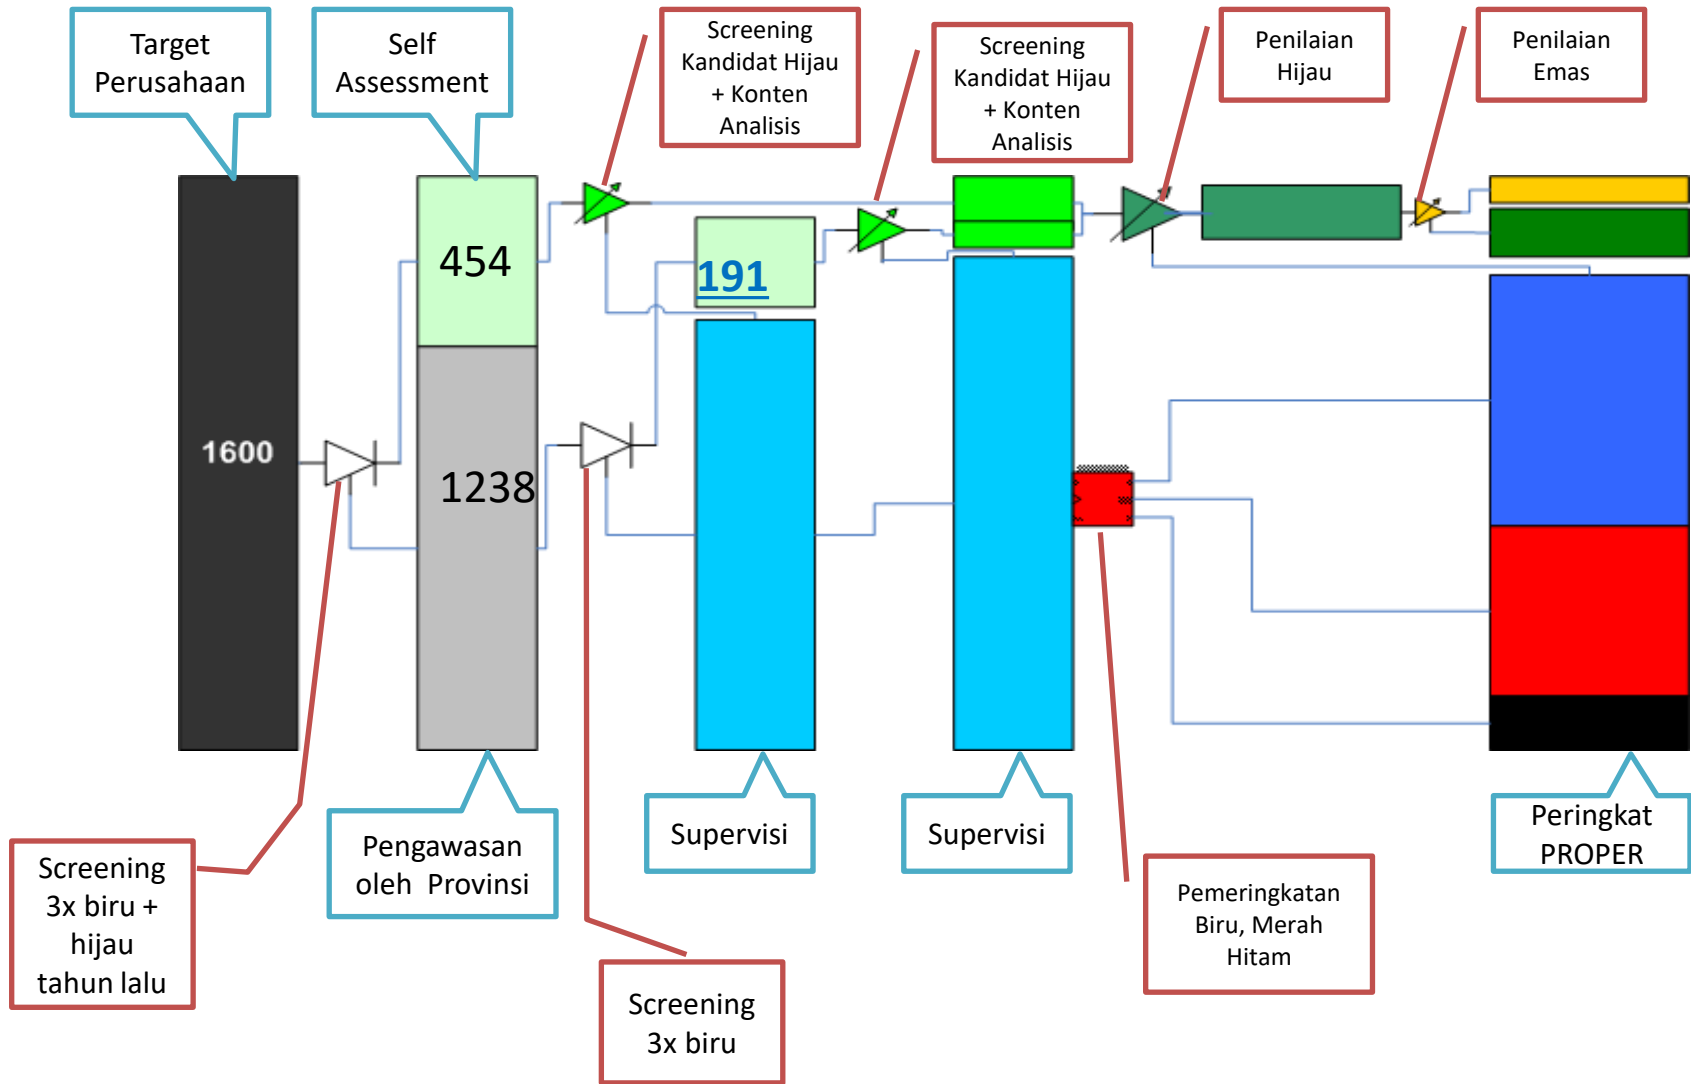 Target
Perusahaan
Self
Assessment
Screening
Kandidat Hijau
+ Konten
Analisis
Screening
Kandidat Hijau
+ Konten
Analisis
Penilaian
Hijau
Penilaian
Emas
454
191
1600
1238
Pengawasan
oleh Provinsi
Supervisi
Supervisi
Peringkat
PROPER
Screening
3x biru +
hijau
tahun lalu
Screening
3x biru
Pemeringkatan
Biru, Merah
Hitam